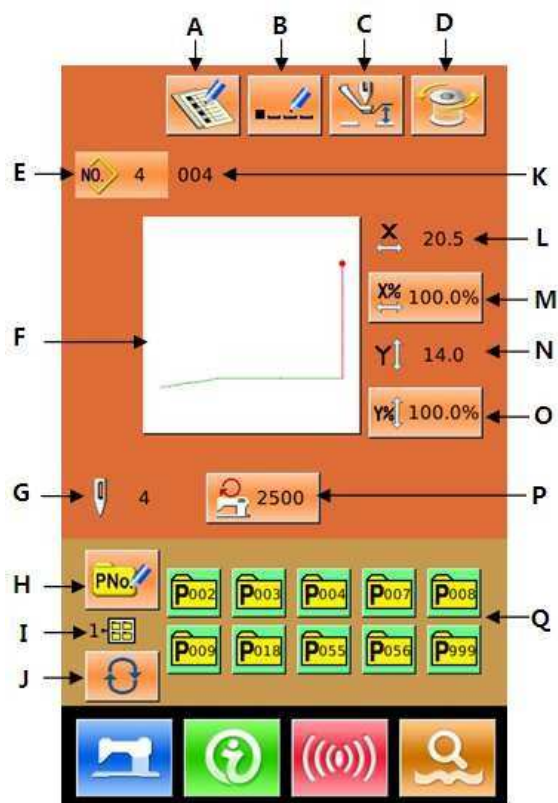 A B C D
E NO. 4 004 K
X 20.5 L
X% 100.0% M
F
Y 14.0 N
Y% 100.0% O
G 4 2500 P
H PNo.
P002 P003 P004 P007 P008
I 1- Q
P009 P018 P055 P056 P999
J